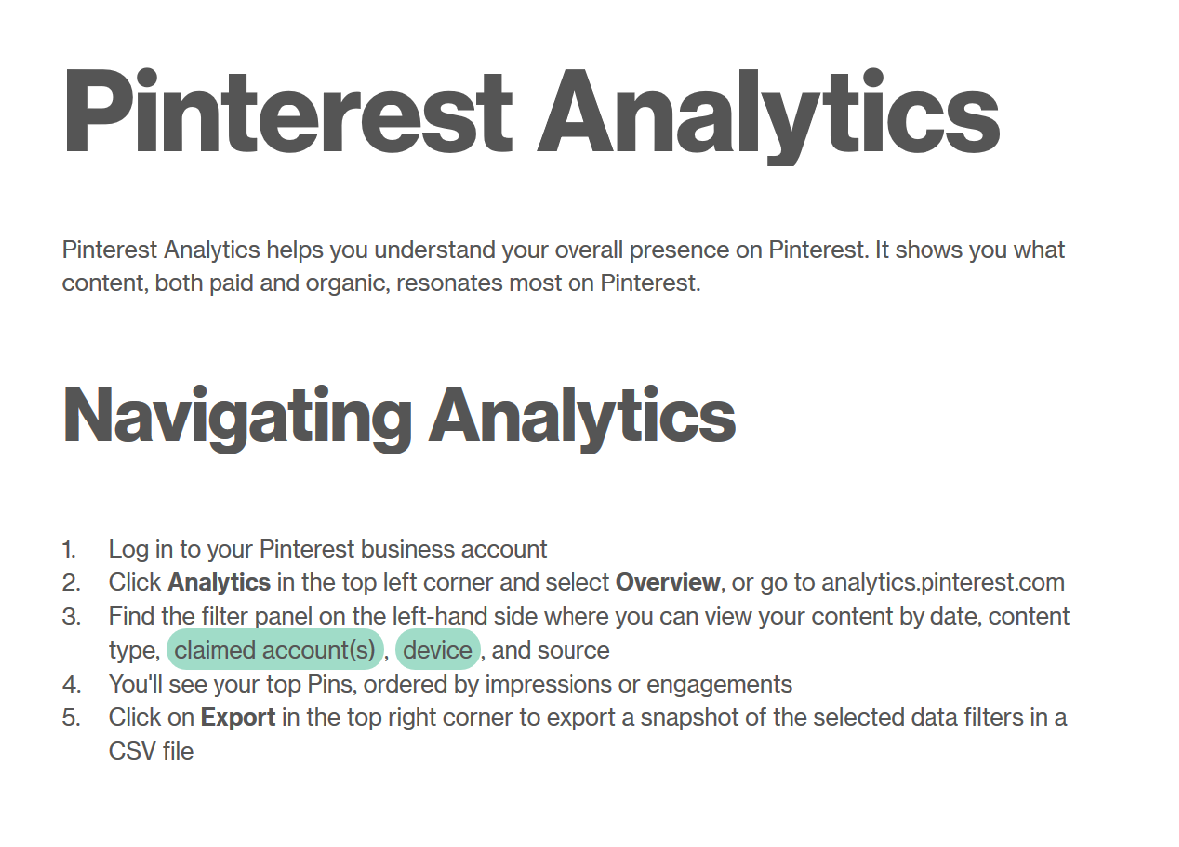 Pinterest Analytics
Pinterest Analytics helps you understand your overall presence on Pinterest. It shows you what
content, both paid and organic, resonates most on Pinterest.
Navigating Analytics
1. Log in to your Pinterest business account
2. Click Analytics in the top left corner and select Overview, or go to analytics.pinterest.com
3. Find the filter panel on the left-hand side where you can view your content by date, content
type, claimed account(s) , device , and source
4. You'll see your top Pins, ordered by impressions or engagements
5. Click on Export in the top right corner to export a snapshot of the selected data filters in a
CSV file